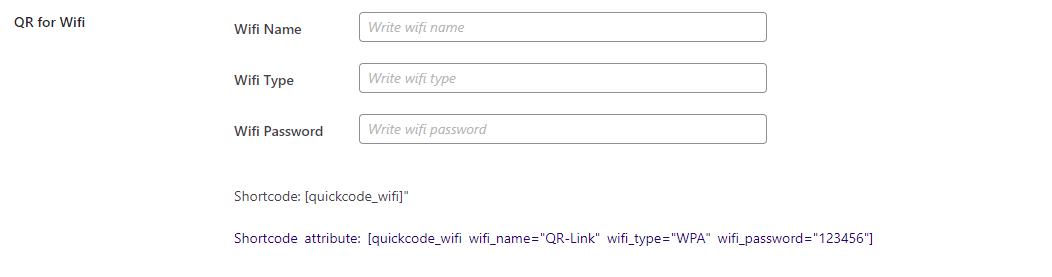 QR for Wifi
Wifi Name
Write wifi name
Wifi Type
Write wifi type
Wifi Password
Write wifi password
Shortcode: [quickcode_wifi]"
Shortcode attribute: [quickcode_wifi wifi_name="QR-Link" wifi_type="WPA" wifi_password="123456"]